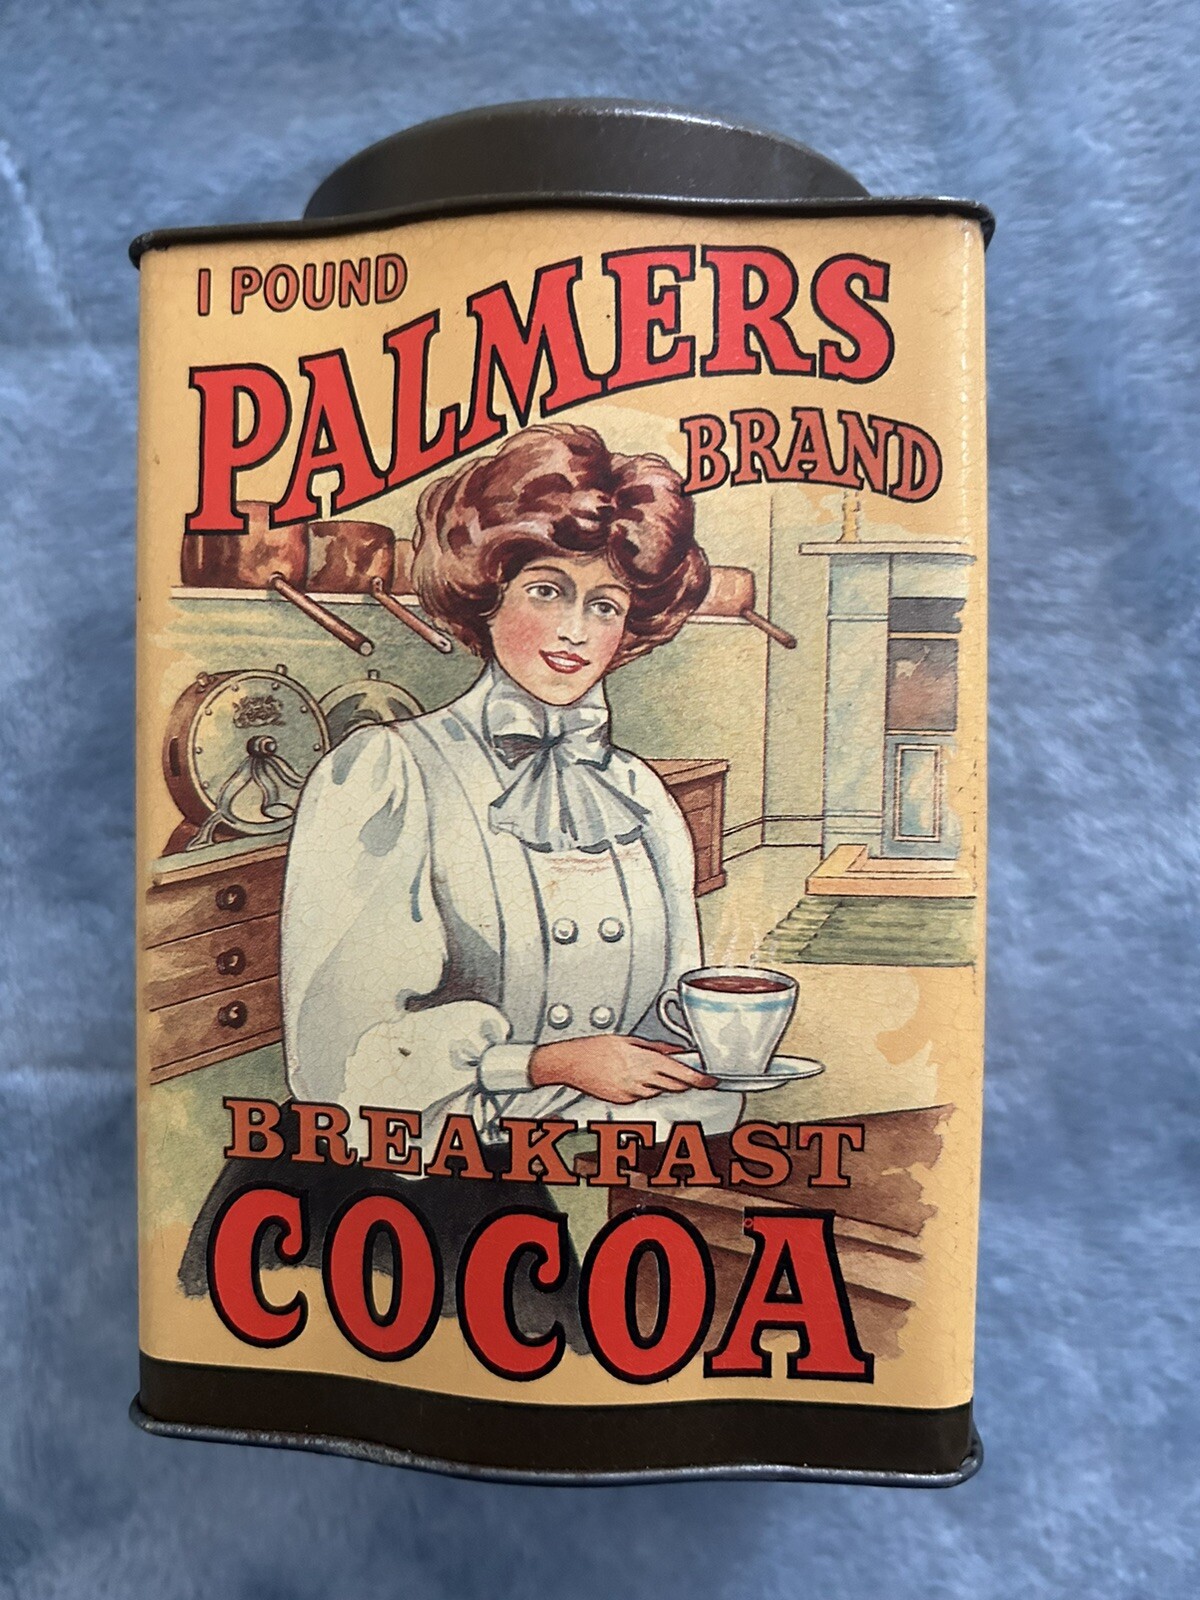 I POUND
PALMERS
BRAND
BREAKFAST
COCOA